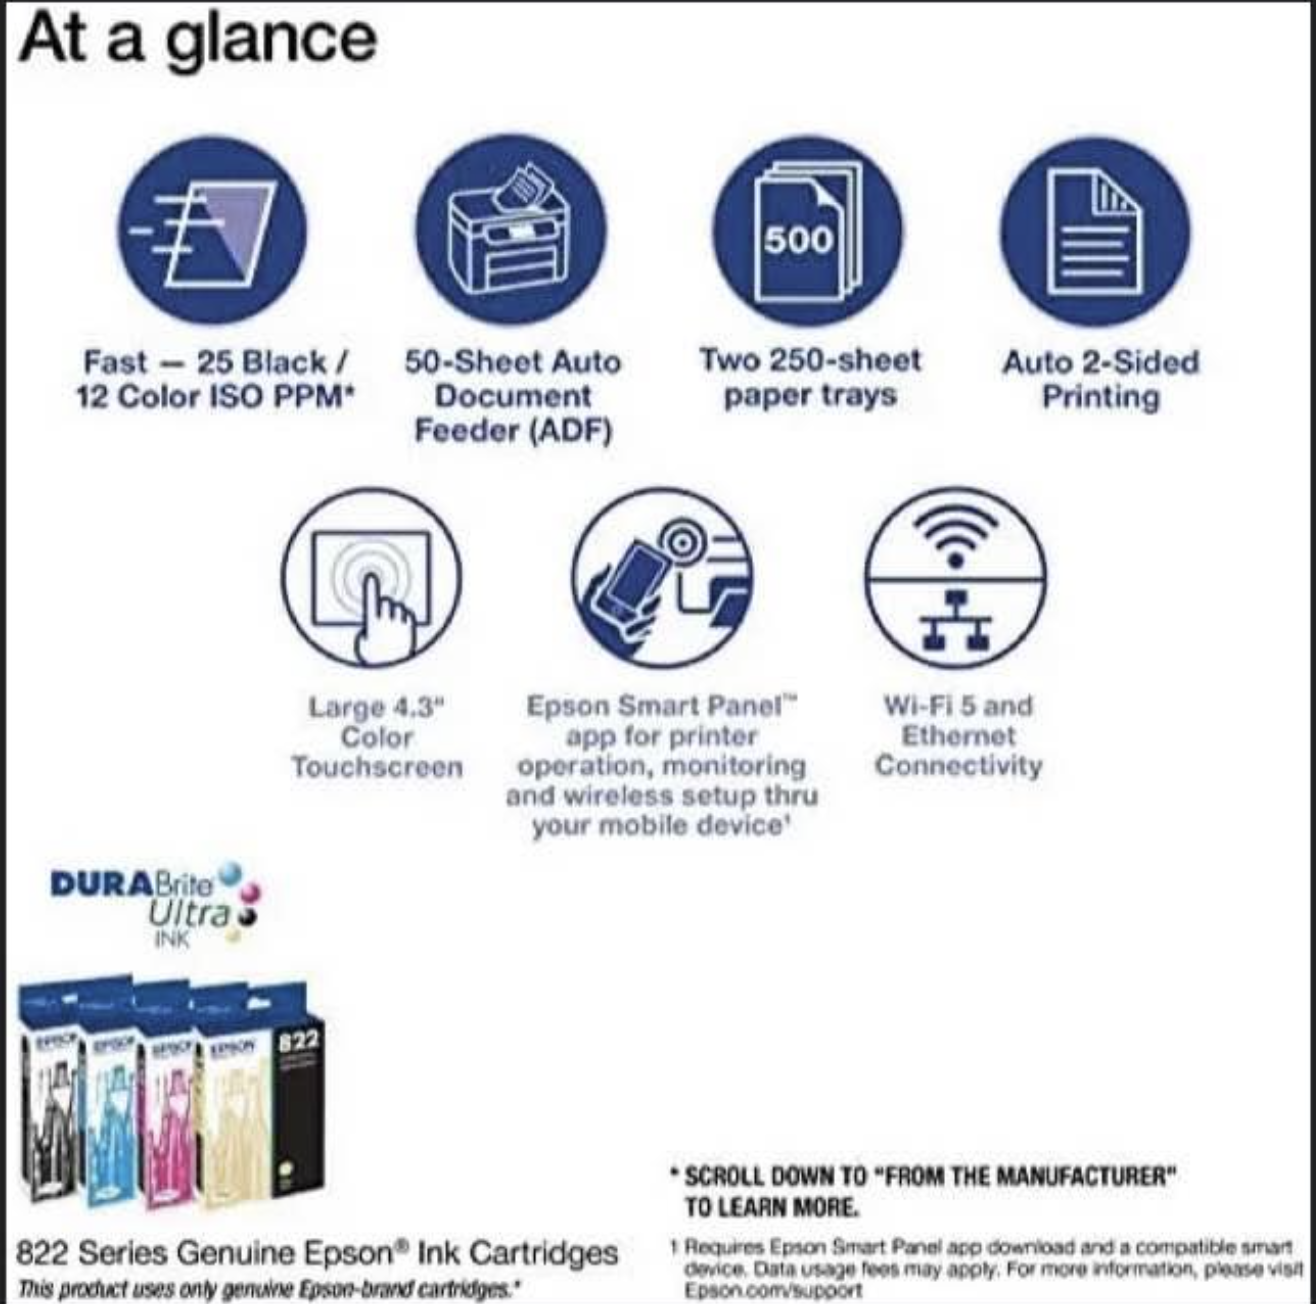 At a glance
500
Fast — 25 Black /
12 Color ISO PPM*
50-Sheet Auto
Document
Feeder (ADF)
Two 250-sheet
paper trays
Auto 2-Sided
Printing
Large 4.3"
Color
Touchscreen
Epson Smart Panel™
app for printer
operation, monitoring
and wireless setup thru
your mobile device¹
Wi-Fi 5 and
Ethernet
Connectivity
DURABrite
Ultra
INK
EPSON
EPSON
EPSON
EPSON
822
822 Series Genuine Epson® Ink Cartridges
This product uses only genuine Epson-brand cartridges.*
* SCROLL DOWN TO "FROM THE MANUFACTURER"
TO LEARN MORE.
1 Requires Epson Smart Panel app download and a compatible smart
device. Data usage fees may apply. For more information, please visit
Epson.com/support